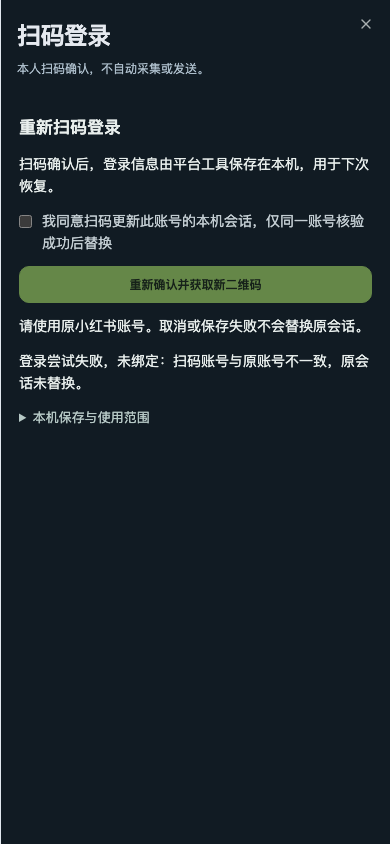 扫码登录
×
本人扫码确认，不自动采集或发送。
重新扫码登录
扫码确认后，登录信息由平台工具保存在本机，用于下次
恢复。
我同意扫码更新此账号的本机会话，仅同一账号核验
成功后替换
重新确认并获取新二维码
请使用原小红书账号。取消或保存失败不会替换原会话。
登录尝试失败，未绑定：扫码账号与原账号不一致，原会
话未替换。
▶ 本机保存与使用范围